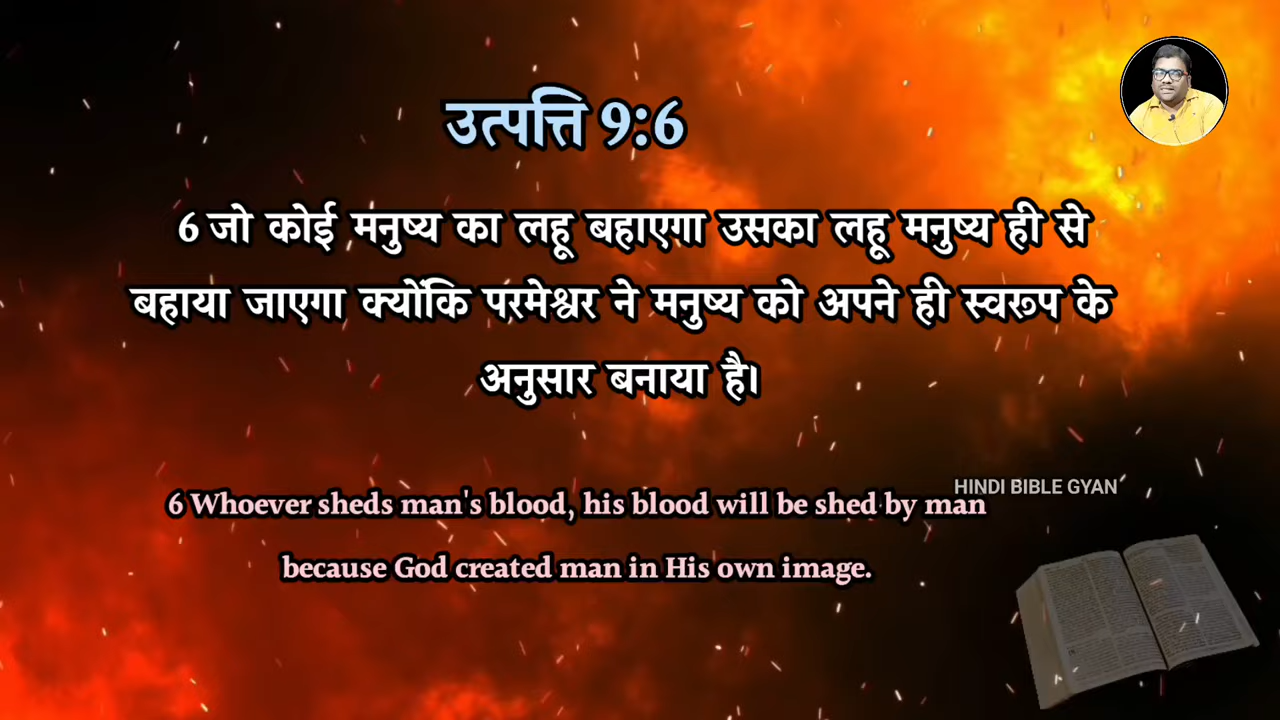 उत्पत्ति 9:6
6 जो कोई मनुष्य का लहू बहाएगा उसका लहू मनुष्य ही से
बहाया जाएगा क्योंकि परमेश्वर ने मनुष्य को अपने ही स्वरूप के
अनुसार बनाया है।
HINDI BIBLE GYAN
6 Whoever sheds man's blood, his blood will be shed by man
because God created man in His own image.